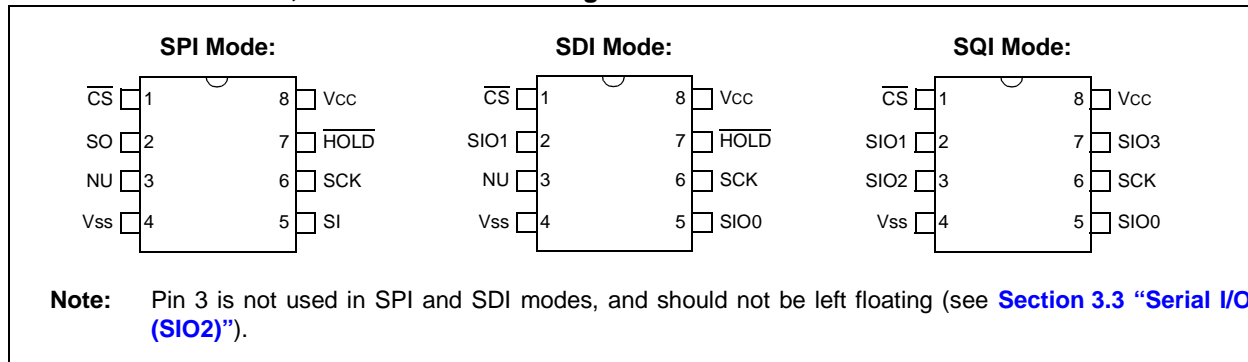 SPI Mode:
CS 1 8 VCC
SO 2 7 HOLD
NU 3 6 SCK
Vss 4 5 SI
SDI Mode:
CS 1 8 VCC
SIO1 2 7 HOLD
NU 3 6 SCK
Vss 4 5 SIO0
SQI Mode:
CS 1 8 VCC
SIO1 2 7 SIO3
SIO2 3 6 SCK
Vss 4 5 SIO0
Note: Pin 3 is not used in SPI and SDI modes, and should not be left floating (see Section 3.3 “Serial I/O
(SIO2)”).